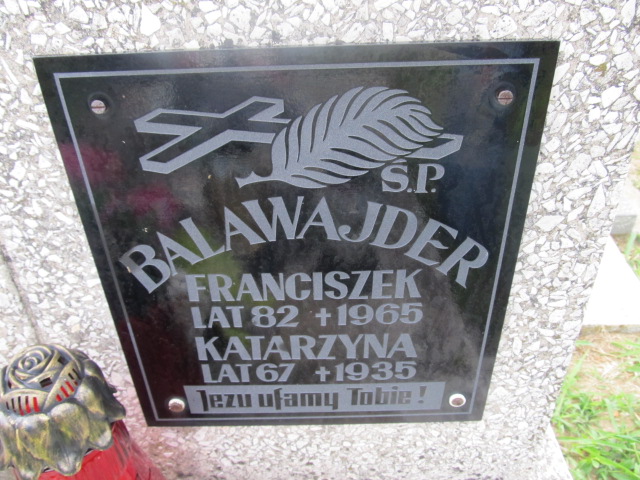 Ś.P.
BALAWAJDER
FRANCISZEK
LAT 82 +1965
KATARZYNA
LAT 67 +1935
Jezu ufamy Tobie!